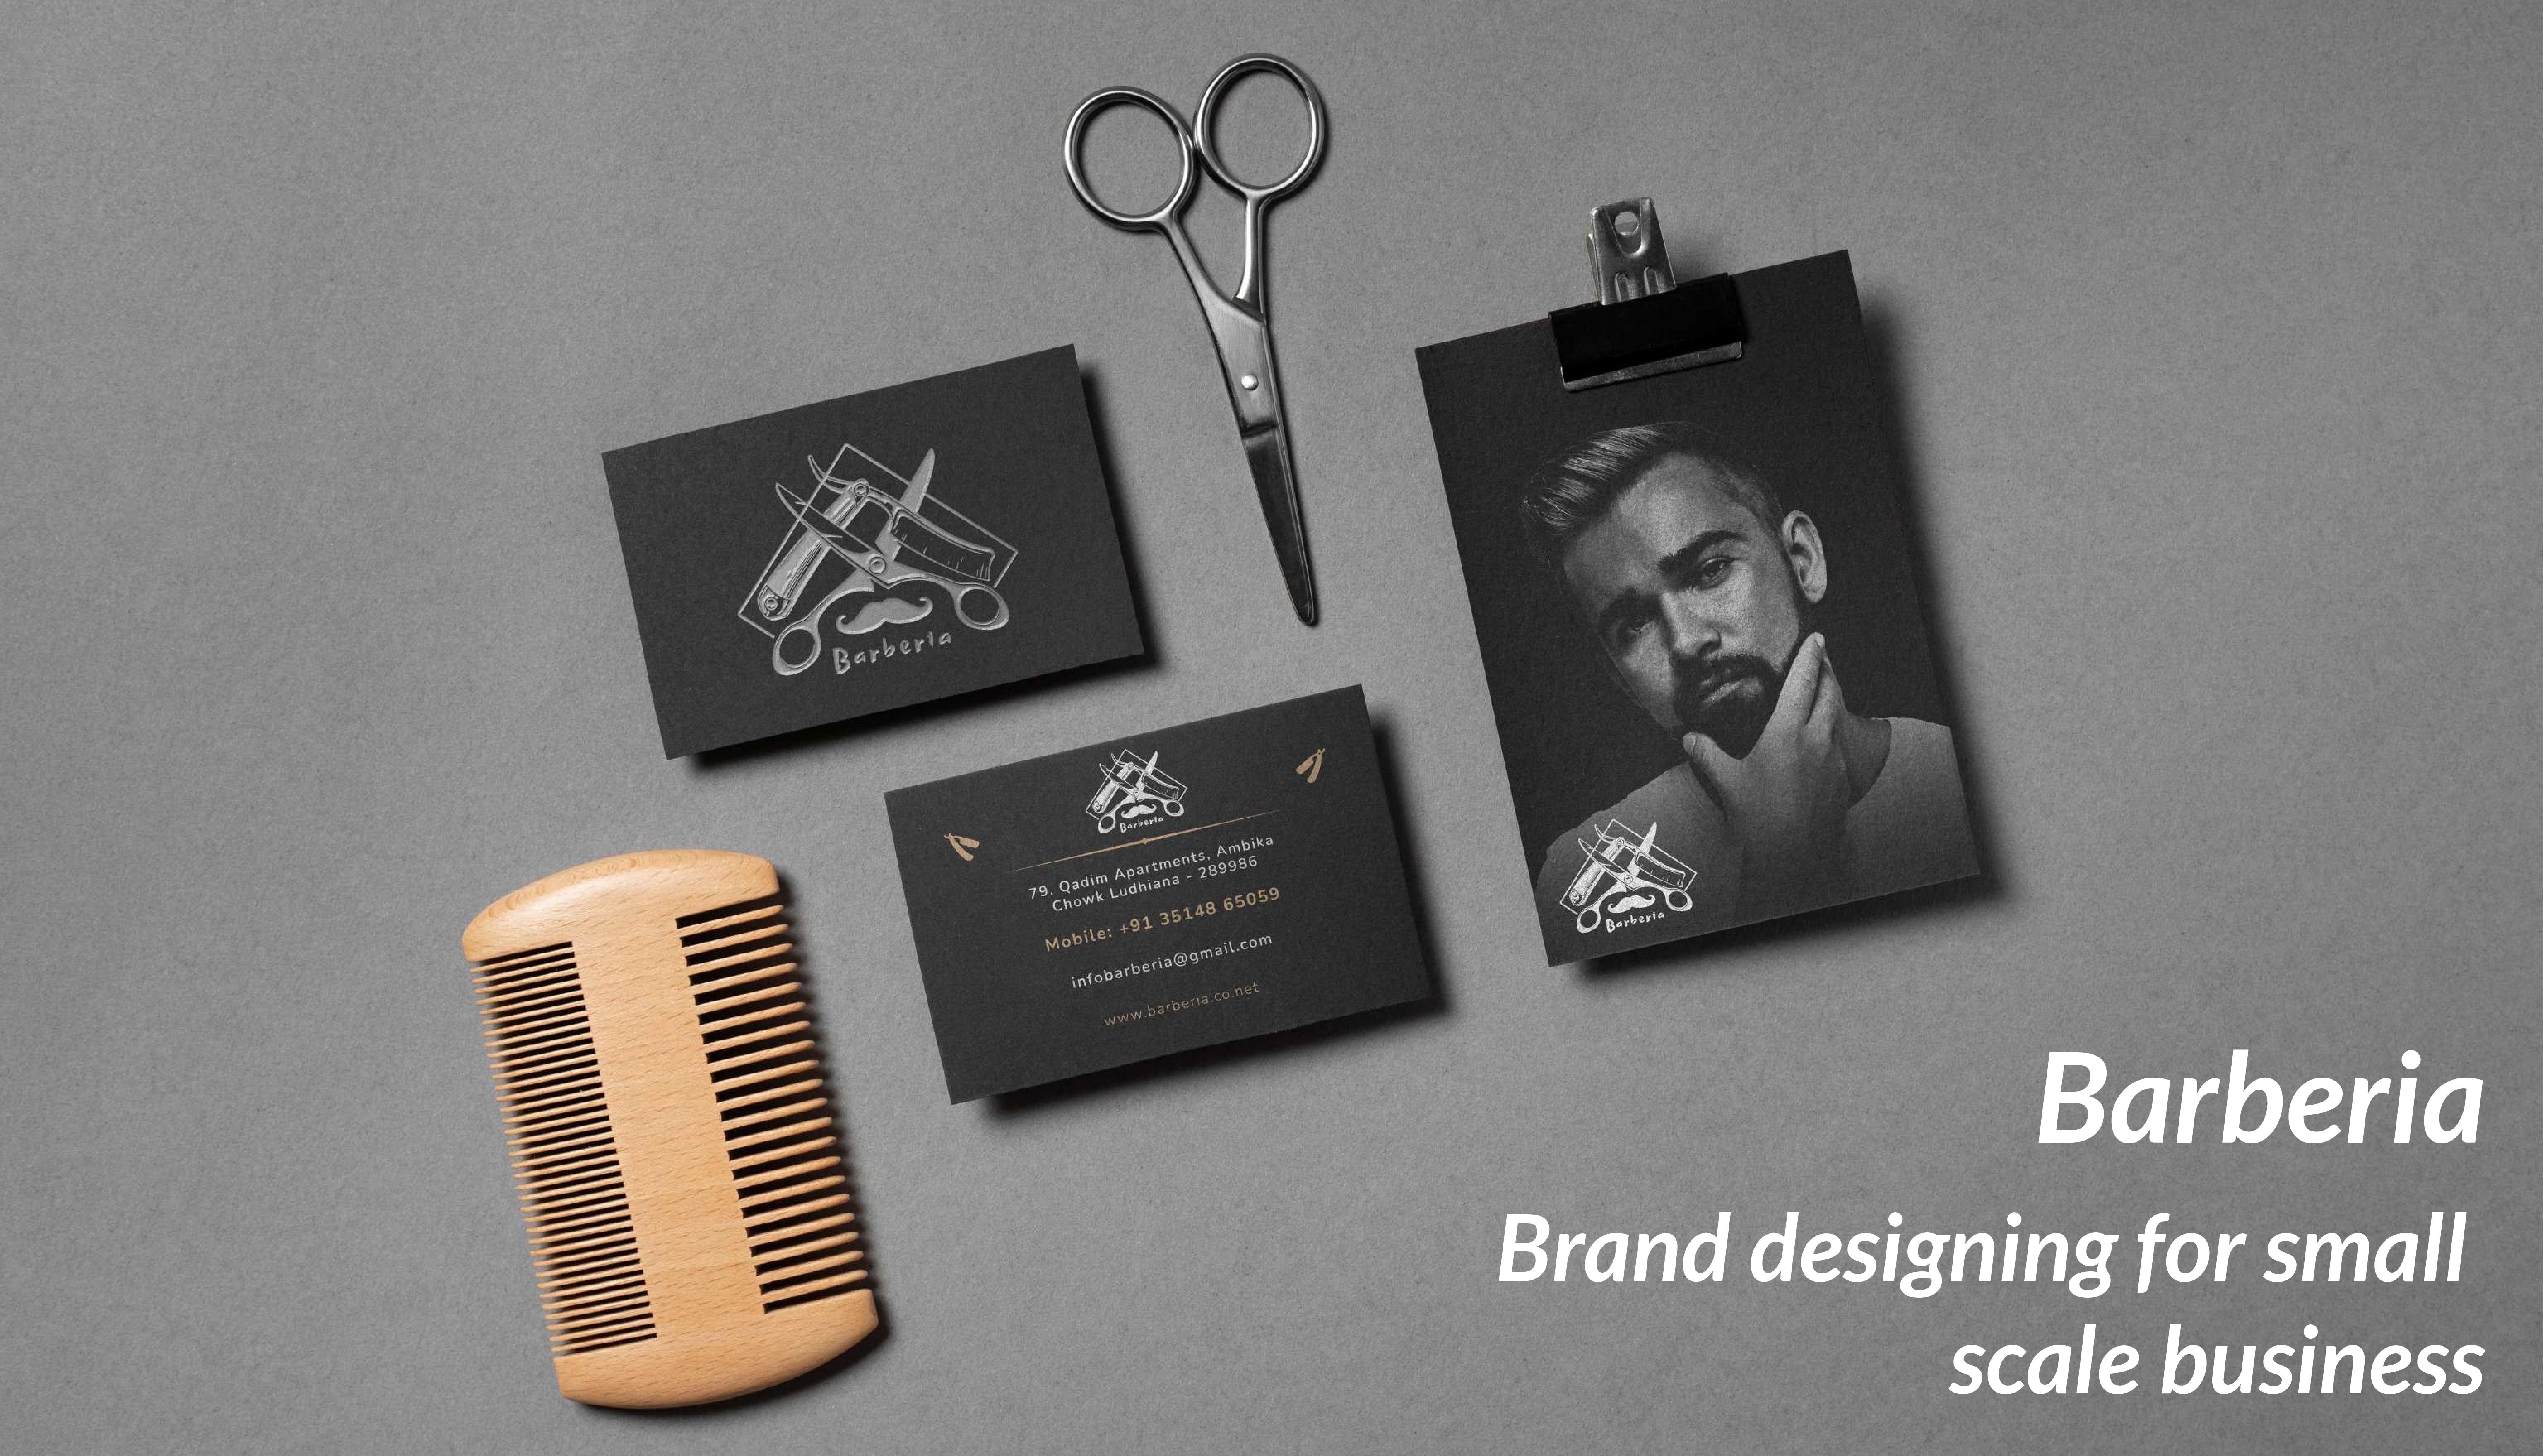 Barberia
Barberia
79, Qadim Apartments, Ambika
Chowk Ludhiana - 289986
Mobile: +91 35148 65059
infobarberia@gmail.com
www.barberia.co.net
Barberia
Barberia
Brand designing for small
scale business